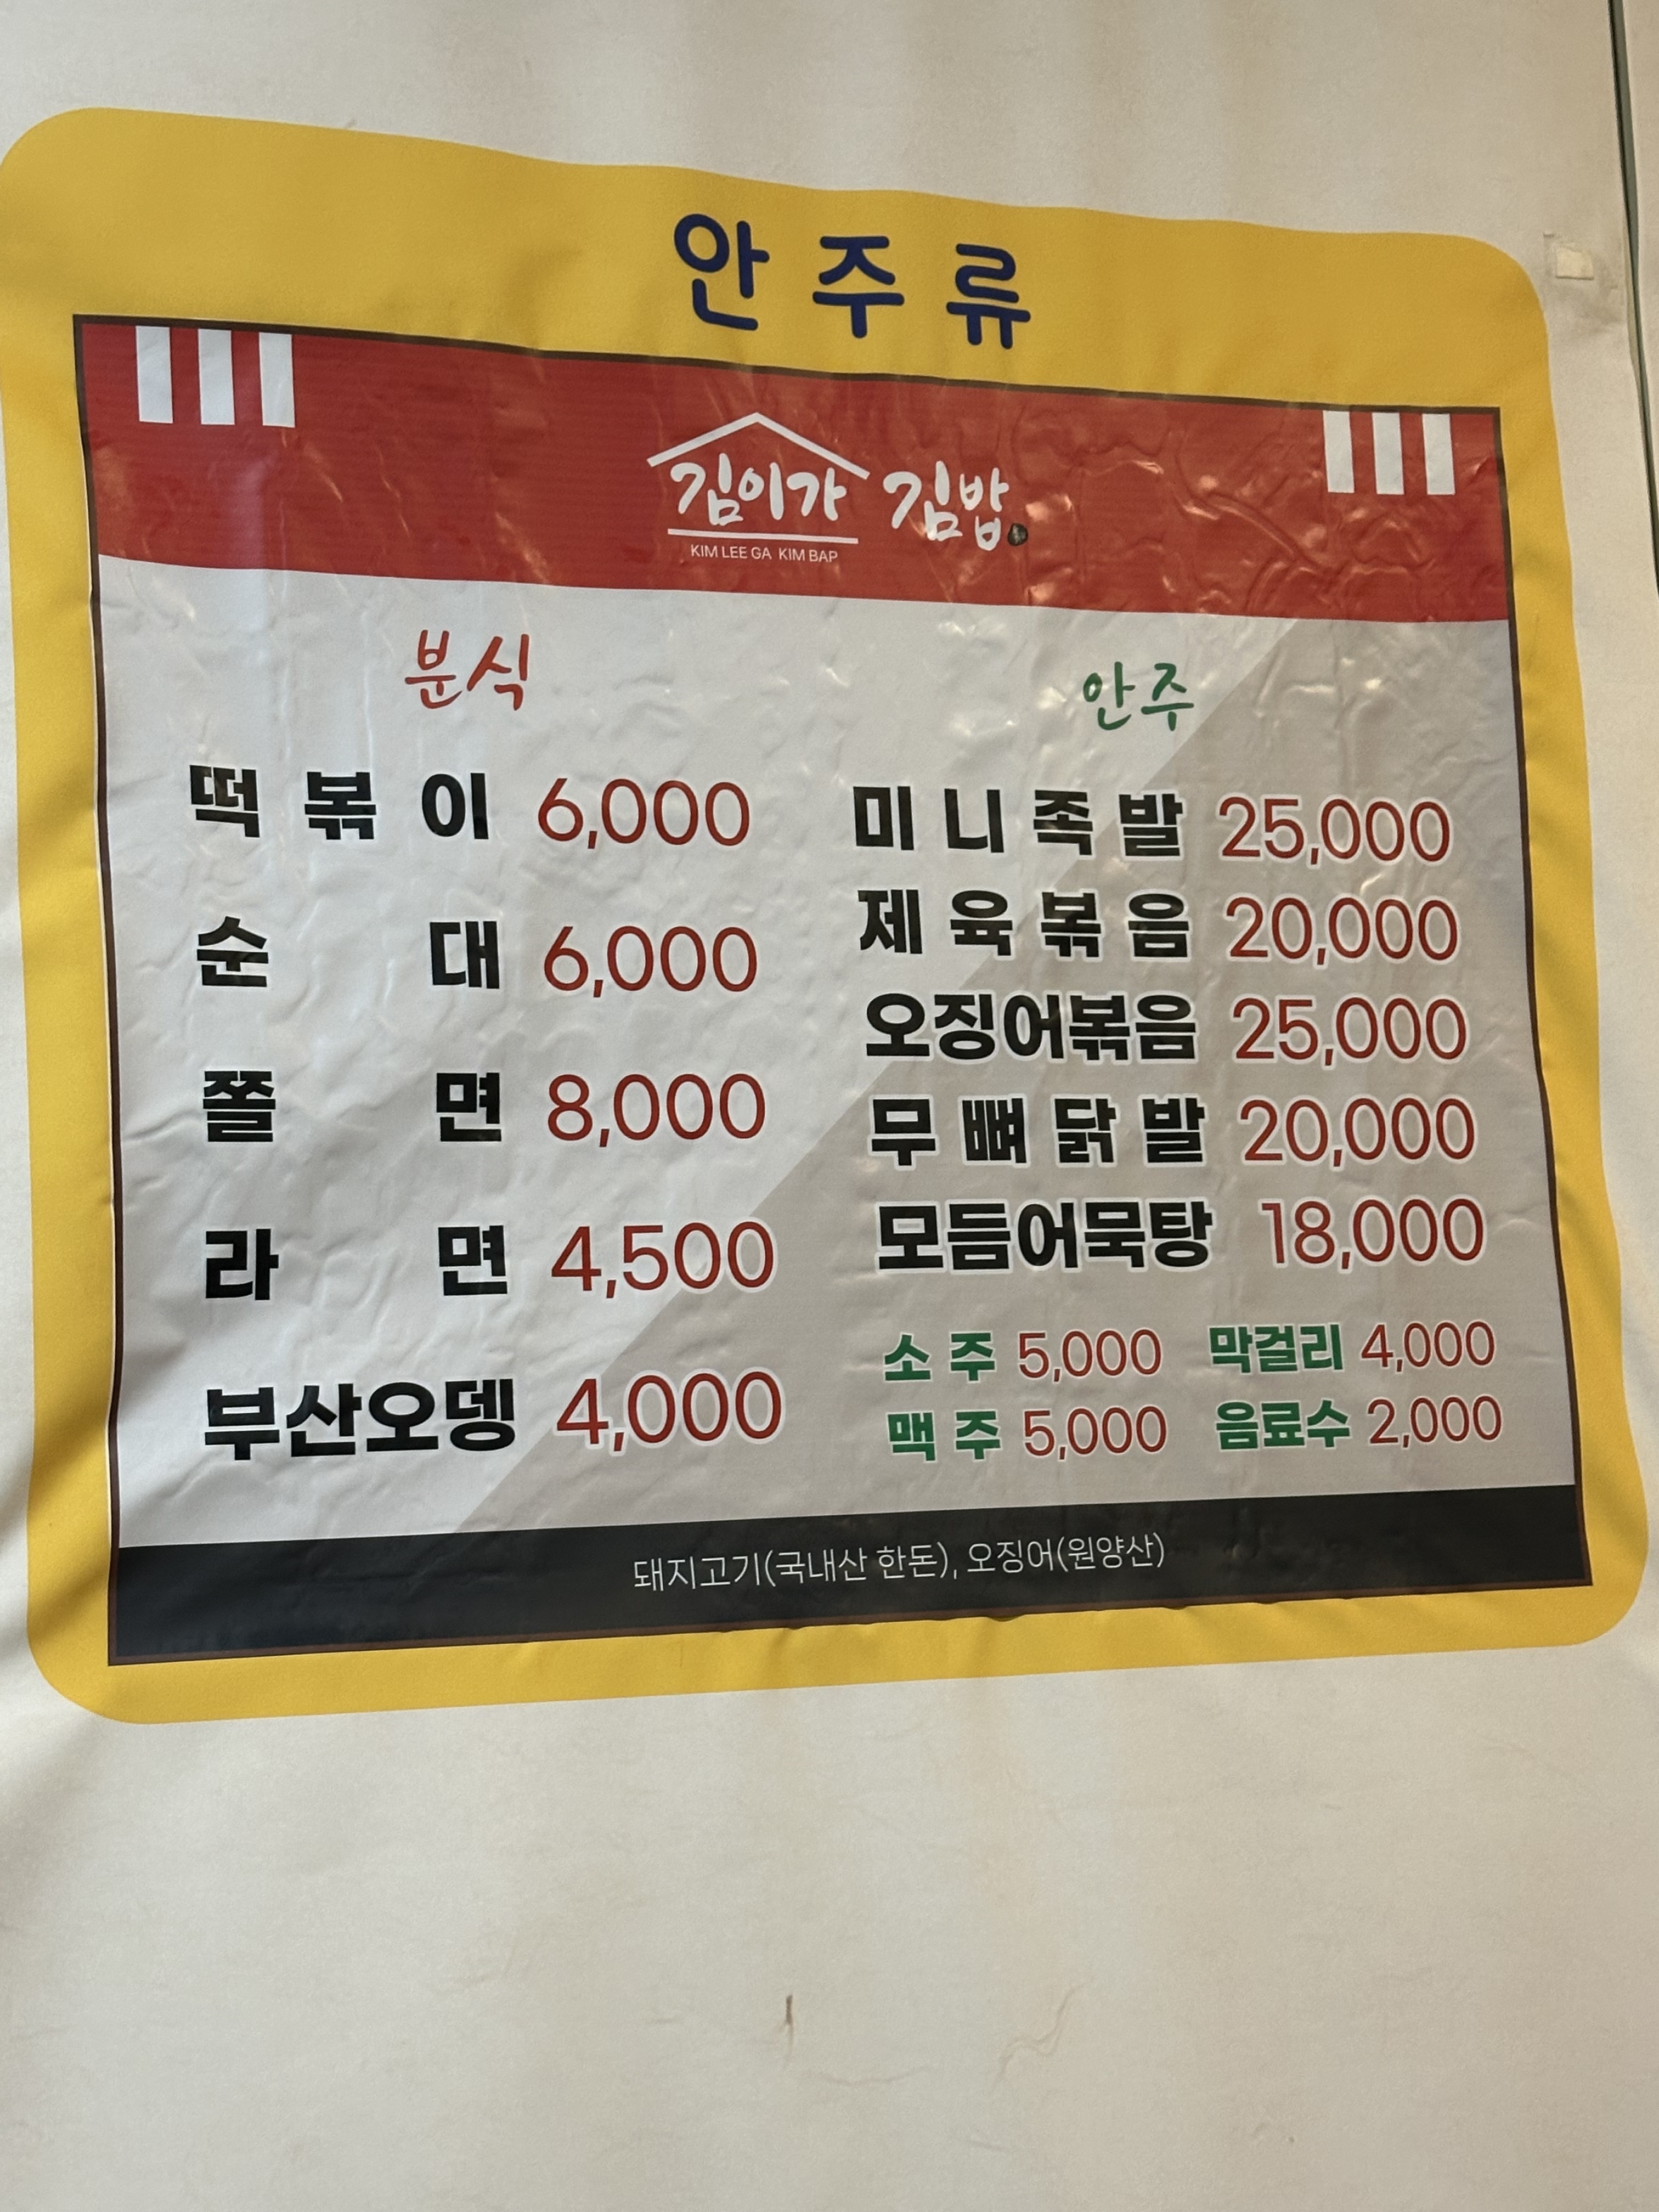 안주류
김이가 김밥
KIM LEE GA KIM BAP
분식
떡볶이 6,000
순대 6,000
쫄면 8,000
라면 4,500
부산오뎅 4,000
안주
미니족발 25,000
제육볶음 20,000
오징어볶음 25,000
무뼈닭발 20,000
모듬어묵탕 18,000
소주 5,000 막걸리 4,000
맥주 5,000 음료수 2,000
돼지고기(국내산 한돈), 오징어(원양산)